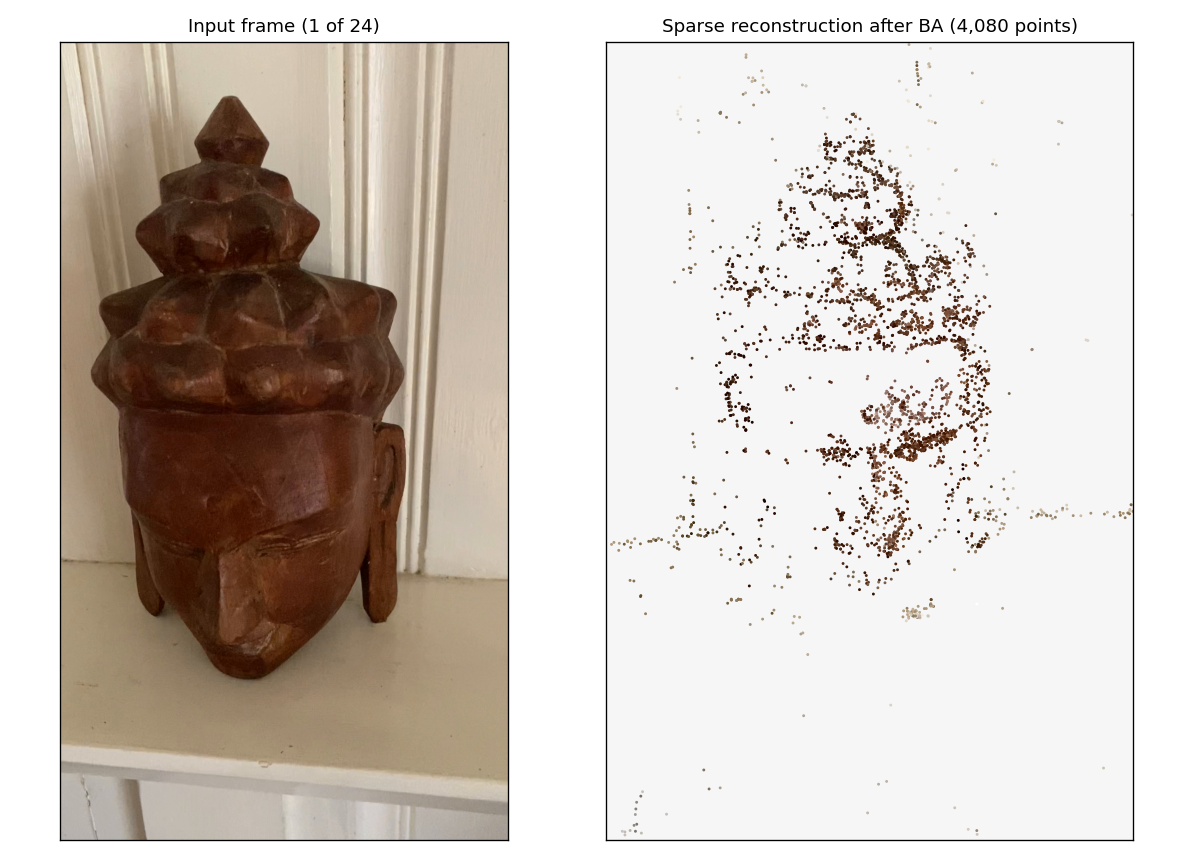 Input frame (1 of 24)
Sparse reconstruction after BA (4,080 points)